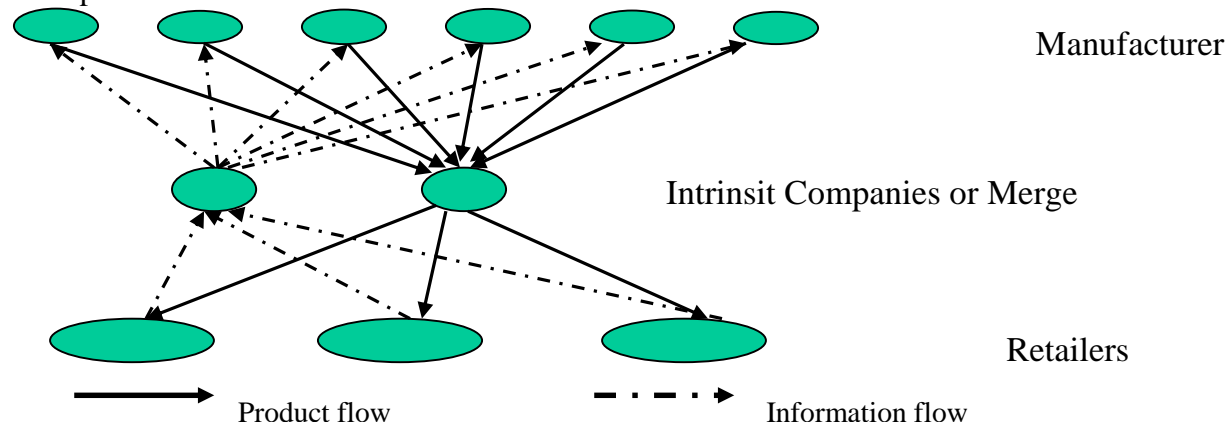 Manufacturer
Intrinsit Companies or Merge
Retailers
Product flow
Information flow